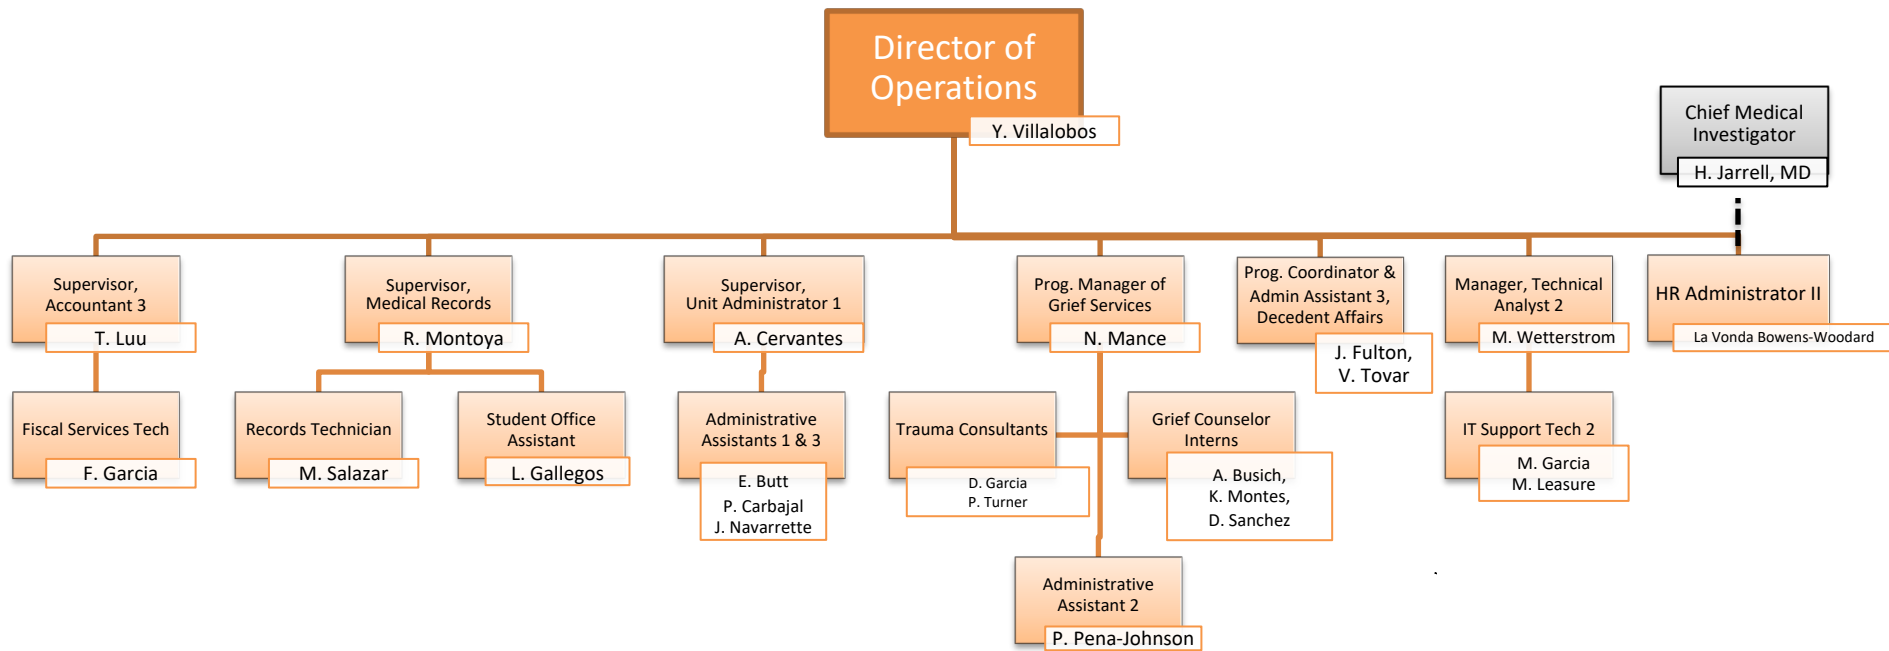 Director of
Operations
Y. Villalobos
Chief Medical
Investigator
H. Jarrell, MD
Supervisor,
Accountant 3
T. Luu
Supervisor,
Medical Records
R. Montoya
Supervisor,
Unit Administrator 1
A. Cervantes
Prog. Manager of
Grief Services
N. Mance
Prog. Coordinator &
Admin Assistant 3,
Decedent Affairs
J. Fulton,
V. Tovar
Manager, Technical
Analyst 2
M. Wetterstrom
HR Administrator II
La Vonda Bowens-Woodard
Fiscal Services Tech
F. Garcia
Records Technician
M. Salazar
Student Office
Assistant
L. Gallegos
Administrative
Assistants 1 & 3
E. Butt
P. Carbajal
J. Navarrette
Trauma Consultants
D. Garcia
P. Turner
Grief Counselor
Interns
A. Busich,
K. Montes,
D. Sanchez
IT Support Tech 2
M. Garcia
M. Leasure
Administrative
Assistant 2
P. Pena-Johnson